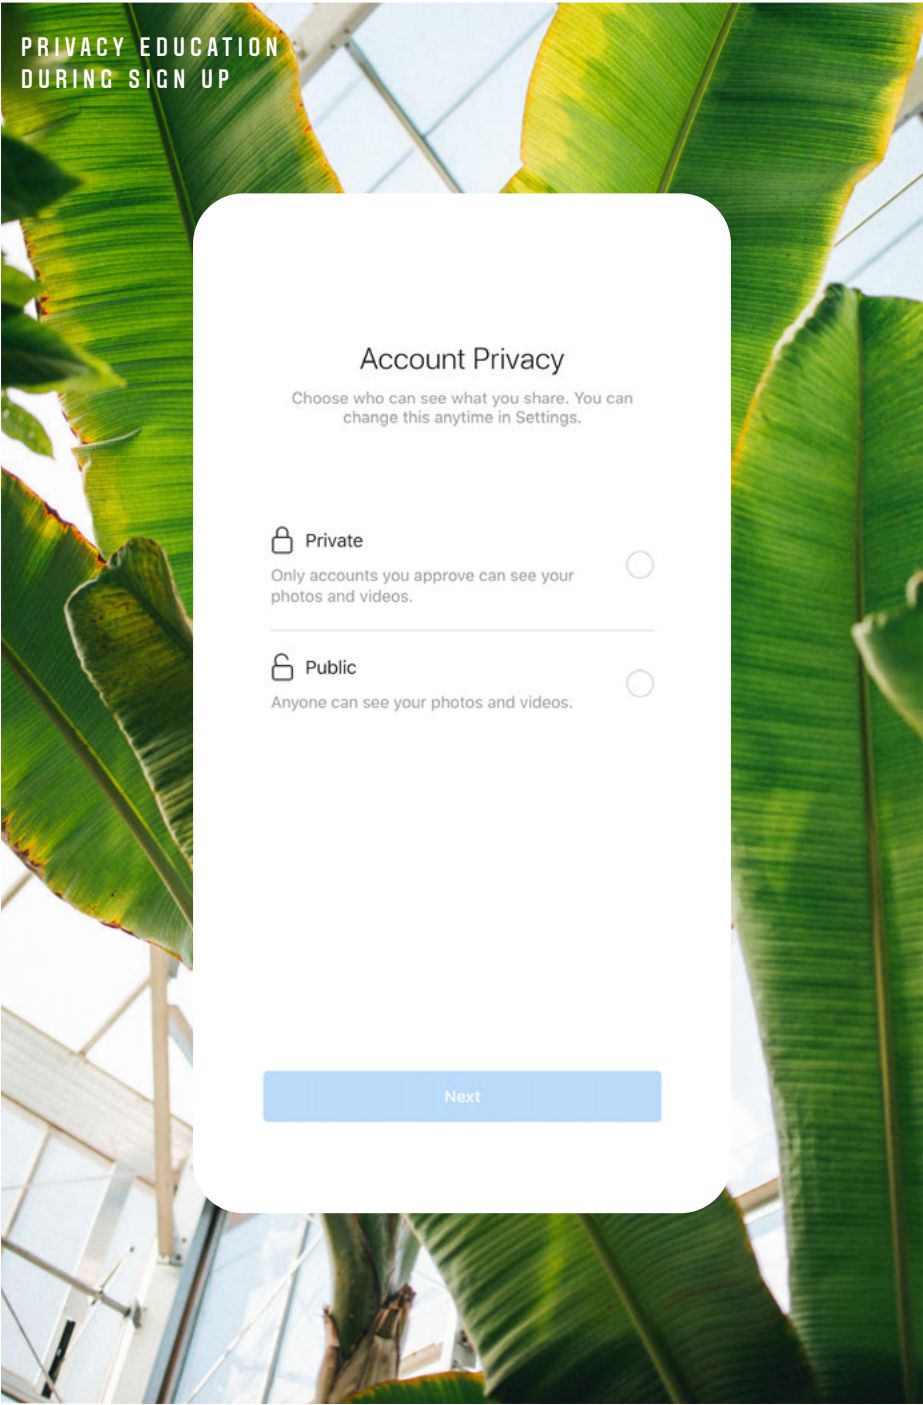 PRIVACY EDUCATION
DURING SIGN UP
Account Privacy
Choose who can see what you share. You can
change this anytime in Settings.
Private
Only accounts you approve can see your
photos and videos.
Public
Anyone can see your photos and videos.
Next